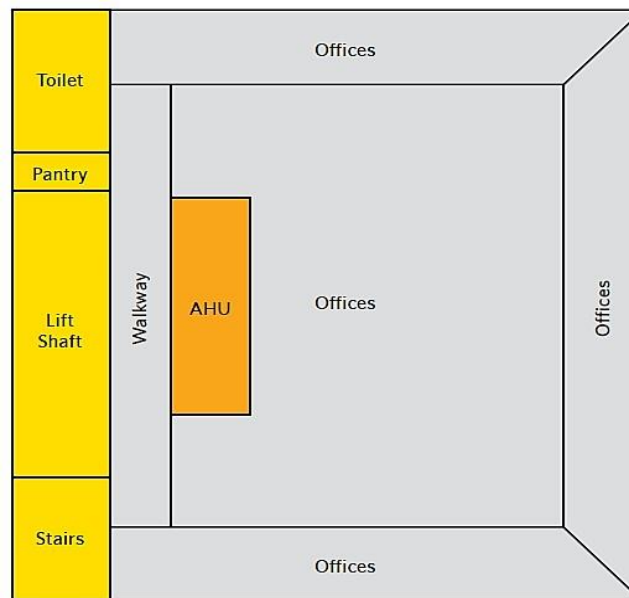 Offices
Toilet
Pantry
Walkway
AHU
Offices
Offices
Lift
Shaft
Stairs
Offices